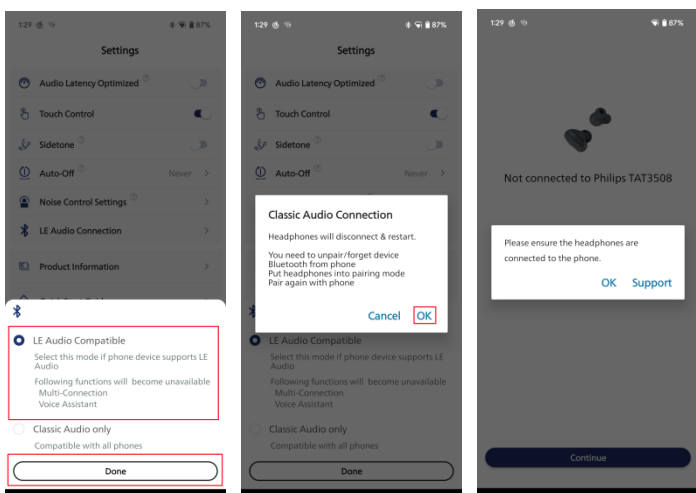 1:29
87%
Settings
Audio Latency Optimized ?
Touch Control
Sidetone ?
Auto-Off ?
Never
Noise Control Settings ?
LE Audio Connection
Product Information
LE Audio Compatible
Select this mode if phone device supports LE
Audio
Following functions will become unavailable
Multi-Connection
Voice Assistant
Classic Audio only
Compatible with all phones
Done
1:29
87%
Settings
Audio Latency Optimized ?
Touch Control
Sidetone ?
Auto-Off ?
Never
Classic Audio Connection
Headphones will disconnect & restart.
You need to unpair/forget device
Bluetooth from phone
Put headphones into pairing mode
Pair again with phone
Cancel
OK
LE Audio Compatible
Select this mode if phone device supports LE
Audio
Following functions will become unavailable
Multi-Connection
Voice Assistant
Classic Audio only
Compatible with all phones
Done
1:29
87%
Not connected to Philips TAT3508
Please ensure the headphones are
connected to the phone.
OK
Support
Continue